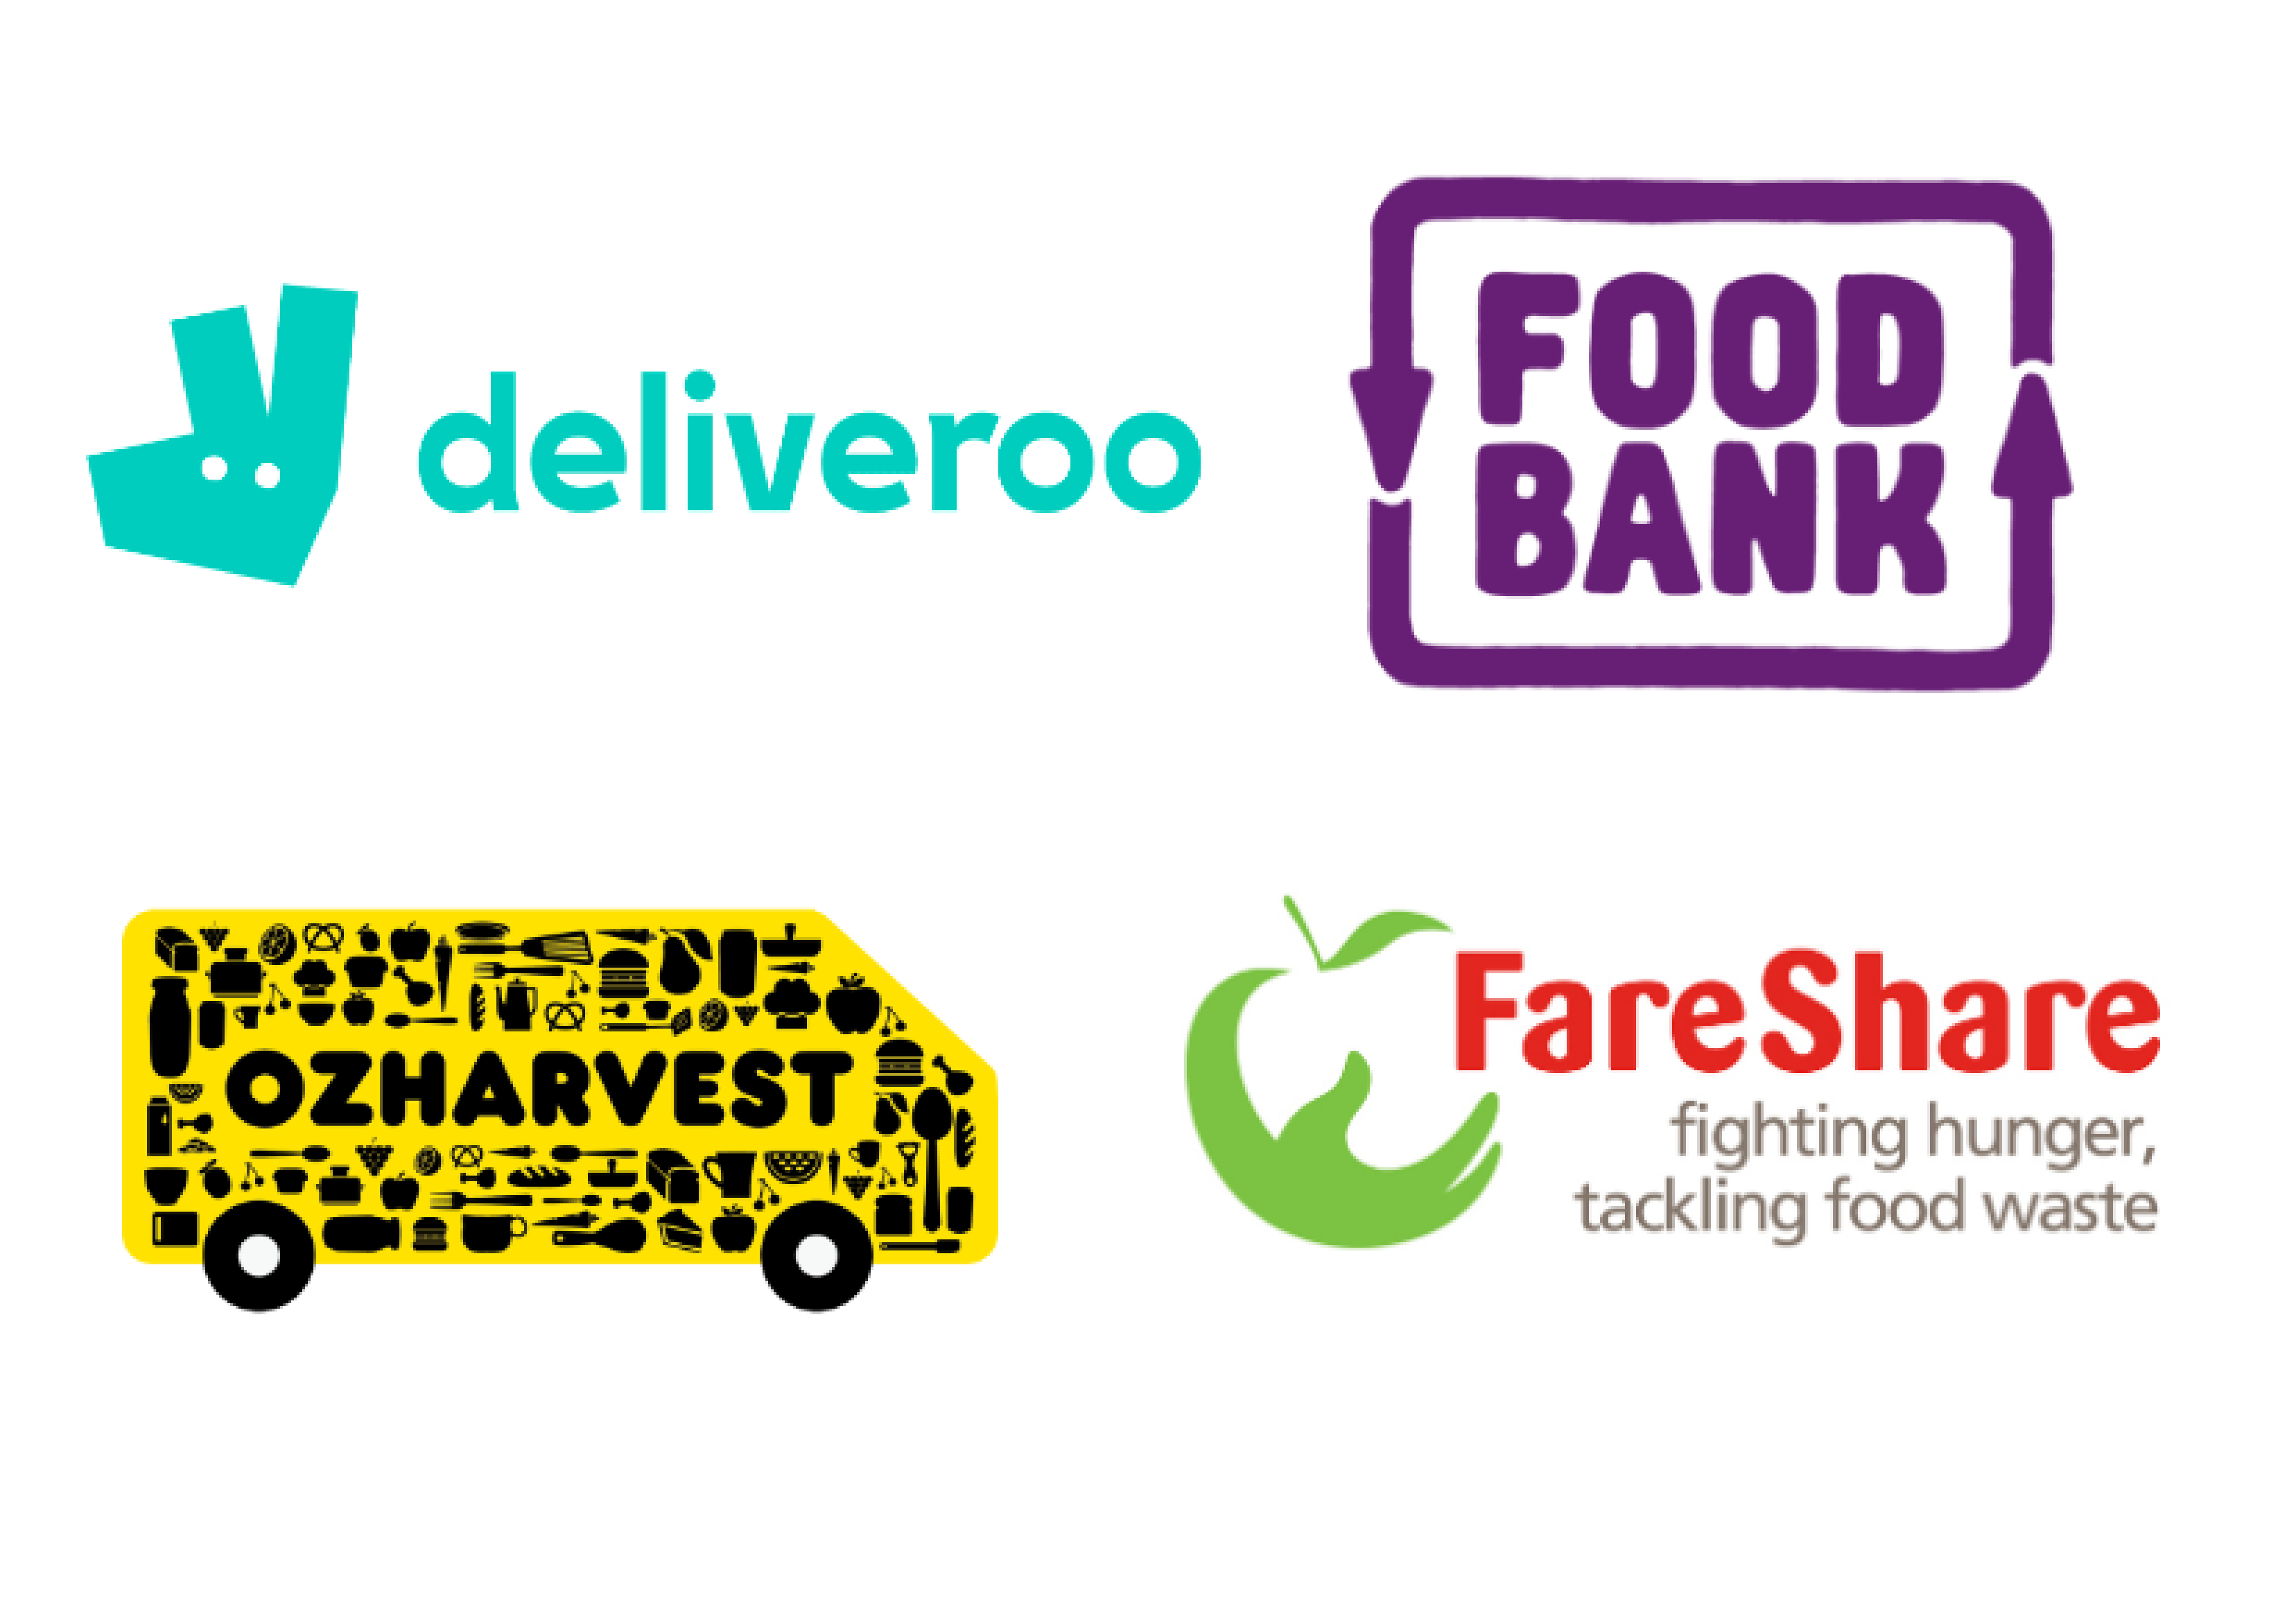 deliveroo
FOOD
BANK
OZHARVEST
FareShare
fighting hunger,
tackling food waste